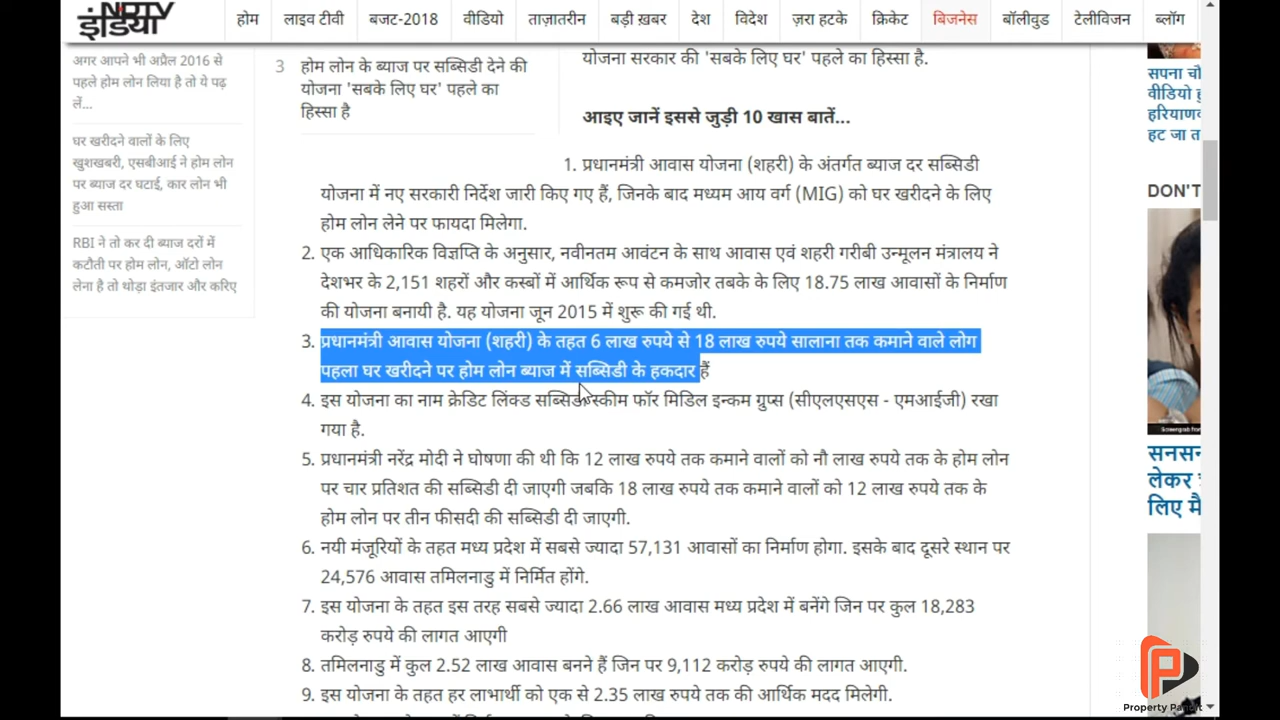 NDTV
इंडिया
होम लाइव टीवी बजट-2018 वीडियो ताज़ातरीन बड़ी ख़बर देश विदेश ज़रा हटके क्रिकेट बिजनेस बॉलीवुड टेलीविजन ब्लॉग
अगर आपने भी अप्रैल 2016 से
पहले होम लोन लिया है तो ये पढ़
लें...
घर खरीदने वालों के लिए
खुशखबरी, एसबीआई ने होम लोन
पर ब्याज दर घटाई, कार लोन भी
हुआ सस्ता
RBI ने तो कर दी ब्याज दरों में
कटौती पर होम लोन, ऑटो लोन
लेना है तो थोड़ा इंतजार और करिए
3 होम लोन के ब्याज पर सब्सिडी देने की
योजना 'सबके लिए घर' पहले का
हिस्सा है
योजना सरकार की 'सबके लिए घर' पहले का हिस्सा है.
आइए जानें इससे जुड़ी 10 खास बातें...
1. प्रधानमंत्री आवास योजना (शहरी) के अंतर्गत ब्याज दर सब्सिडी
योजना में नए सरकारी निर्देश जारी किए गए हैं, जिनके बाद मध्यम आय वर्ग (MIG) को घर खरीदने के लिए
होम लोन लेने पर फायदा मिलेगा.
2. एक आधिकारिक विज्ञप्ति के अनुसार, नवीनतम आवंटन के साथ आवास एवं शहरी गरीबी उन्मूलन मंत्रालय ने
देशभर के 2,151 शहरों और कस्बों में आर्थिक रूप से कमजोर तबके के लिए 18.75 लाख आवासों के निर्माण
की योजना बनायी है. यह योजना जून 2015 में शुरू की गई थी.
3. प्रधानमंत्री आवास योजना (शहरी) के तहत 6 लाख रुपये से 18 लाख रुपये सालाना तक कमाने वाले लोग
पहला घर खरीदने पर होम लोन ब्याज में सब्सिडी के हकदार हैं
4. इस योजना का नाम क्रेडिट लिंक्ड सब्सिडी स्कीम फॉर मिडिल इन्कम ग्रुप्स (सीएलएसएस - एमआईजी) रखा
गया है.
5. प्रधानमंत्री नरेंद्र मोदी ने घोषणा की थी कि 12 लाख रुपये तक कमाने वालों को नौ लाख रुपये तक के होम लोन
पर चार प्रतिशत की सब्सिडी दी जाएगी जबकि 18 लाख रुपये तक कमाने वालों को 12 लाख रुपये तक के
होम लोन पर तीन फीसदी की सब्सिडी दी जाएगी.
6. नयी मंजूरियों के तहत मध्य प्रदेश में सबसे ज्यादा 57,131 आवासों का निर्माण होगा. इसके बाद दूसरे स्थान पर
24,576 आवास तमिलनाडु में निर्मित होंगे.
7. इस योजना के तहत इस तरह सबसे ज्यादा 2.66 लाख आवास मध्य प्रदेश में बनेंगे जिन पर कुल 18,283
करोड़ रुपये की लागत आएगी
8. तमिलनाडु में कुल 2.52 लाख आवास बनने हैं जिन पर 9,112 करोड़ रुपये की लागत आएगी.
9. इस योजना के तहत हर लाभार्थी को एक से 2.35 लाख रुपये तक की आर्थिक मदद मिलेगी.
सपना
वीडियो
हट जा
DON'T
लेकर
लिए
Property Pandit